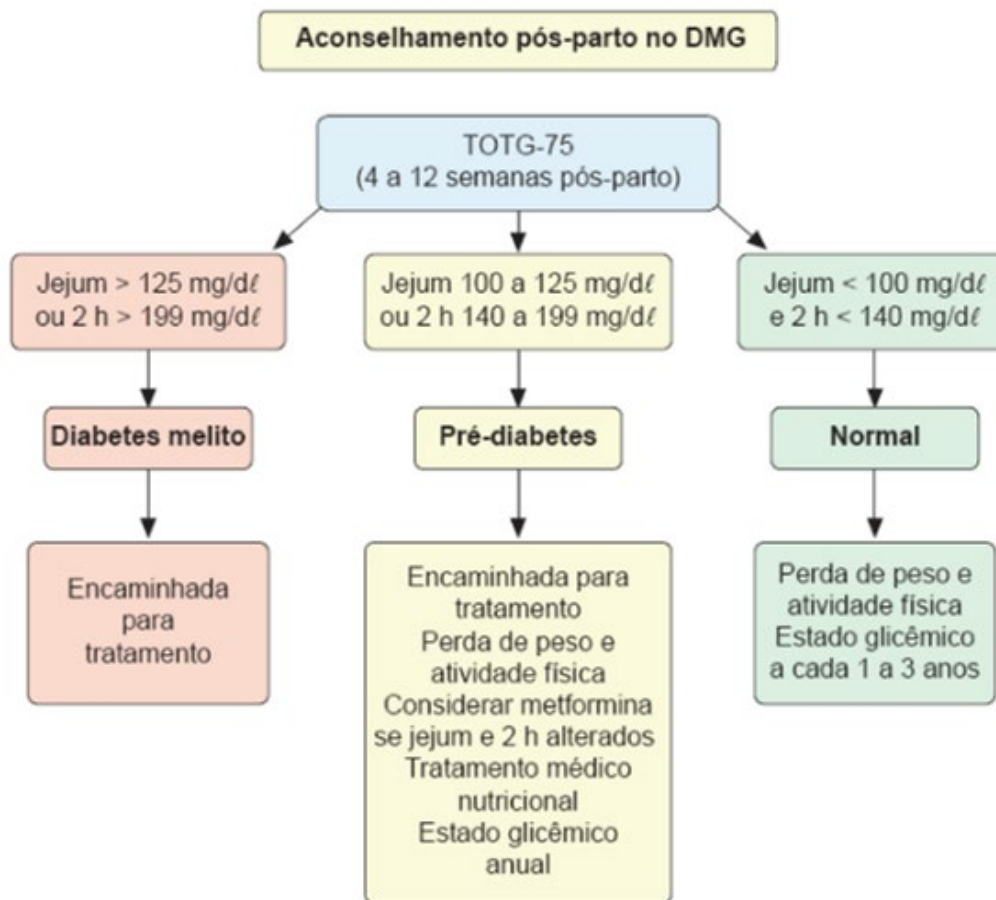 Aconselhamento pós-parto no DMG
TOTG-75
(4 a 12 semanas pós-parto)
Jejum > 125 mg/dℓ
ou 2 h > 199 mg/dℓ
Jejum 100 a 125 mg/dℓ
ou 2 h 140 a 199 mg/dℓ
Jejum < 100 mg/dℓ
e 2 h < 140 mg/dℓ
Diabetes melito
Pré-diabetes
Normal
Encaminhada
para
tratamento
Encaminhada para
tratamento
Perda de peso e
atividade física
Considerar metformina
se jejum e 2 h alterados
Tratamento médico
nutricional
Estado glicêmico
anual
Perda de peso e
atividade física
Estado glicêmico
a cada 1 a 3 anos